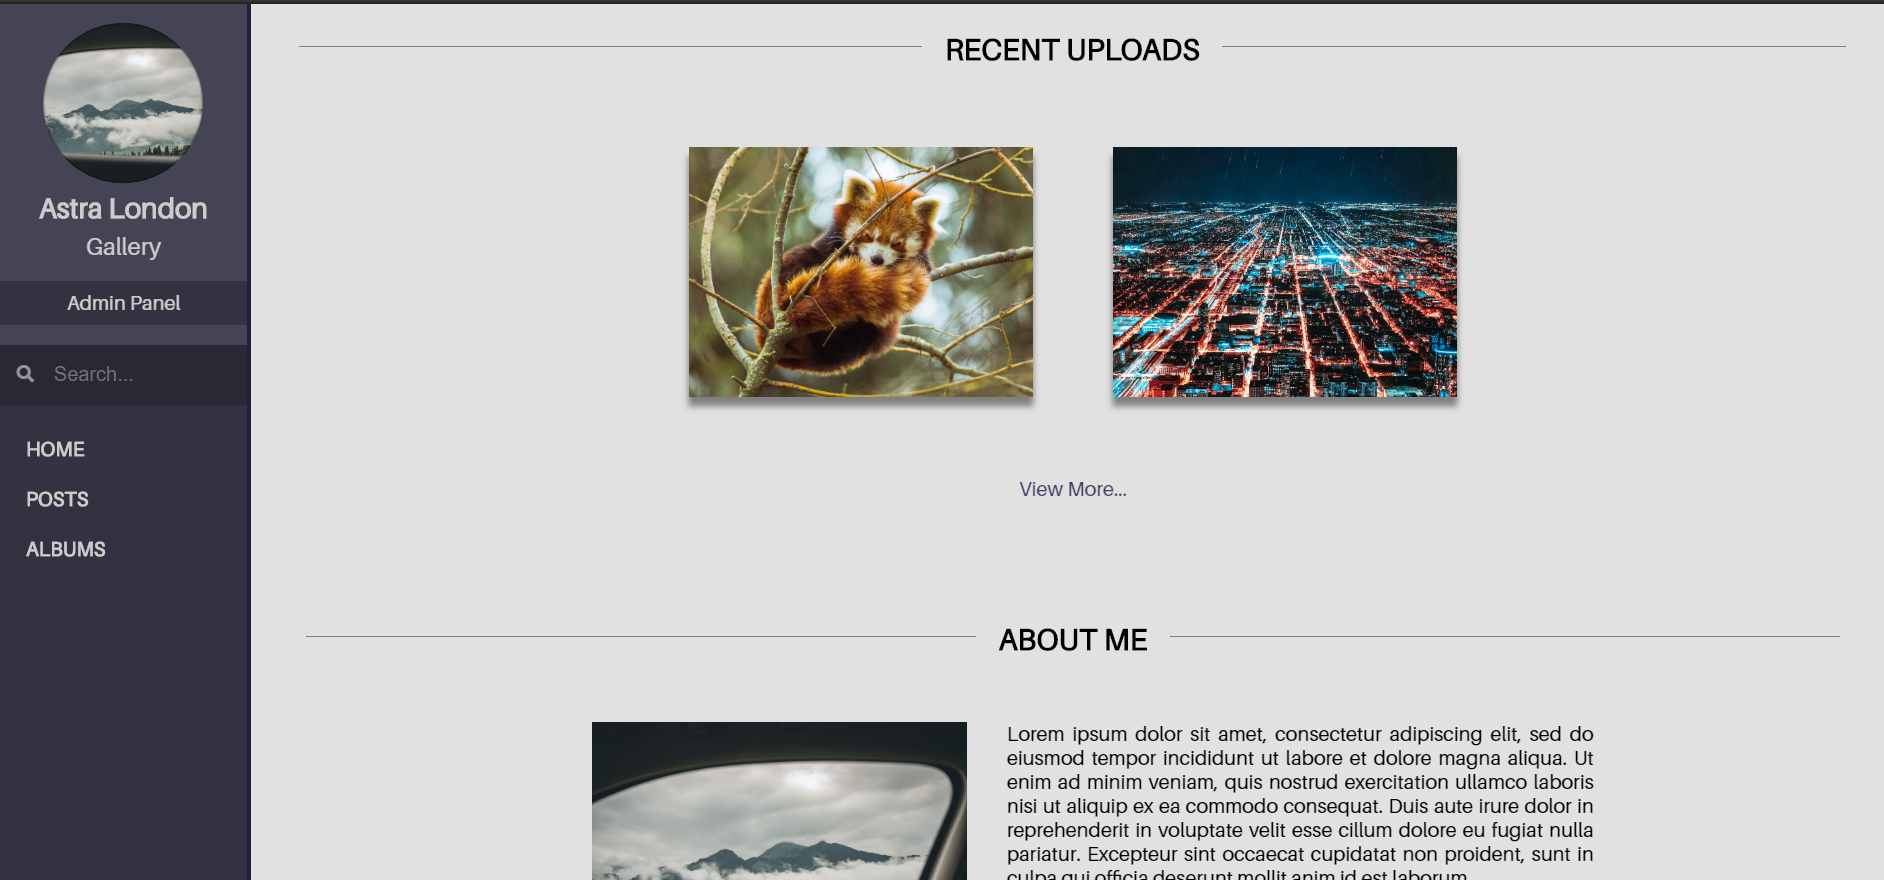 Astra London
Gallery
Admin Panel
Search...
HOME
POSTS
ALBUMS
RECENT UPLOADS
View More...
ABOUT ME
Lorem ipsum dolor sit amet, consectetur adipiscing elit, sed do
eiusmod tempor incididunt ut labore et dolore magna aliqua. Ut
enim ad minim veniam, quis nostrud exercitation ullamco laboris
nisi ut aliquip ex ea commodo consequat. Duis aute irure dolor in
reprehenderit in voluptate velit esse cillum dolore eu fugiat nulla
pariatur. Excepteur sint occaecat cupidatat non proident, sunt in
culpa qui officia deserunt mollit anim id est laborum.